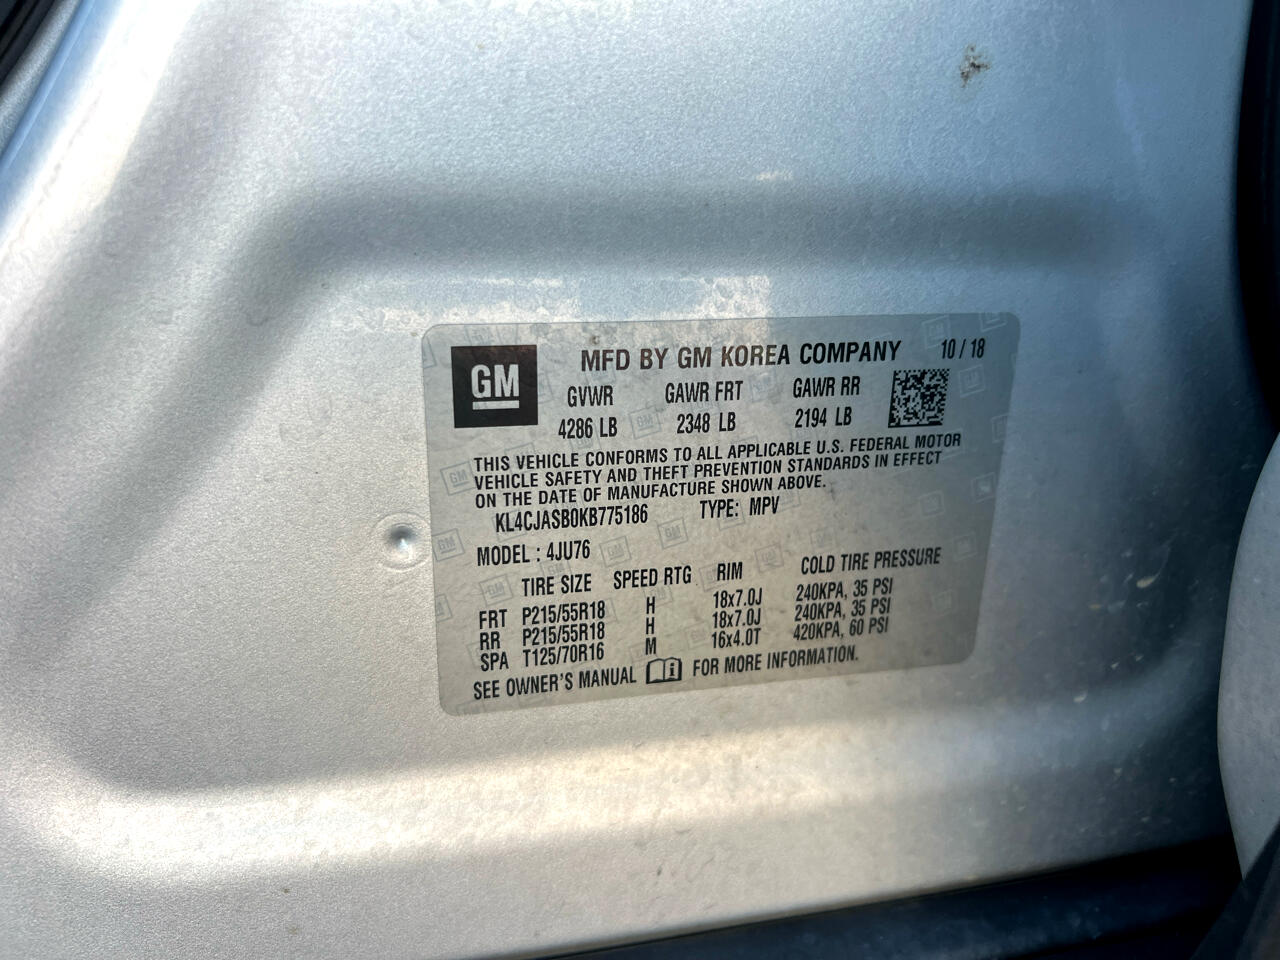 GM
MFD BY GM KOREA COMPANY 10/18
GVWR GAWR FRT GAWR RR
4286 LB 2348 LB 2194 LB
THIS VEHICLE CONFORMS TO ALL APPLICABLE U.S. FEDERAL MOTOR
VEHICLE SAFETY AND THEFT PREVENTION STANDARDS IN EFFECT
ON THE DATE OF MANUFACTURE SHOWN ABOVE.
KL4CJASB0KB775186 TYPE: MPV
MODEL : 4JU76
TIRE SIZE SPEED RTG RIM COLD TIRE PRESSURE
FRT P215/55R18 H 18x7.0J 240KPA, 35 PSI
RR P215/55R18 H 18x7.0J 240KPA, 35 PSI
SPA T125/70R16 M 16x4.0T 420KPA, 60 PSI
SEE OWNER'S MANUAL FOR MORE INFORMATION.